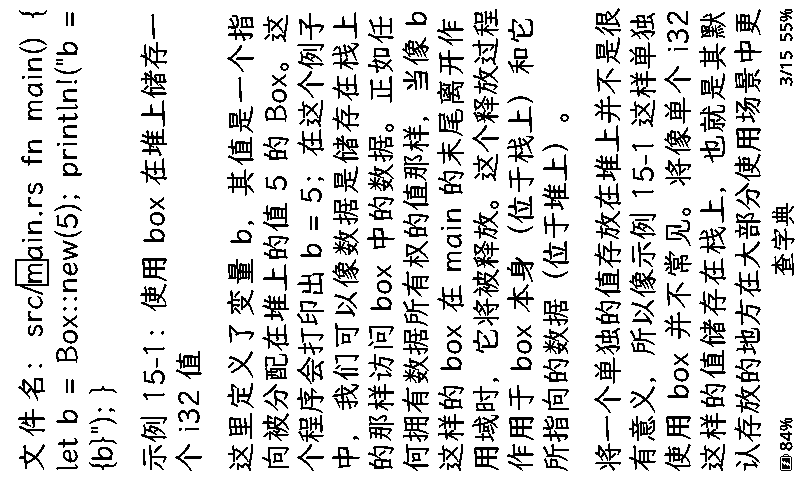 文件名：src/main.rs fn main() {
let b = Box::new(5); println!("b =
{b}"); }
示例 15-1：使用 box 在堆上储存一
个 i32 值
这里定义了变量 b，其值是一个指
向被分配在堆上的值 5 的 Box。这
个程序会打印出 b = 5；在这个例子
中，我们可以像数据是储存在栈上
的那样访问 box 中的数据。正如任
何拥有数据所有权的值那样，当像 b
这样的 box 在 main 的末尾离开作
用域时，它将被释放。这个释放过程
作用于 box 本身（位于栈上）和它
所指向的数据（位于堆上）。
将一个单独的值存放在堆上并不是很
有意义，所以像示例 15-1 这样单独
使用 box 并不常见。将像单个 i32
这样的值储存在栈上，也就是其默
认存放的地方在大部分使用场景中更
84% 查字典 3/15 55%